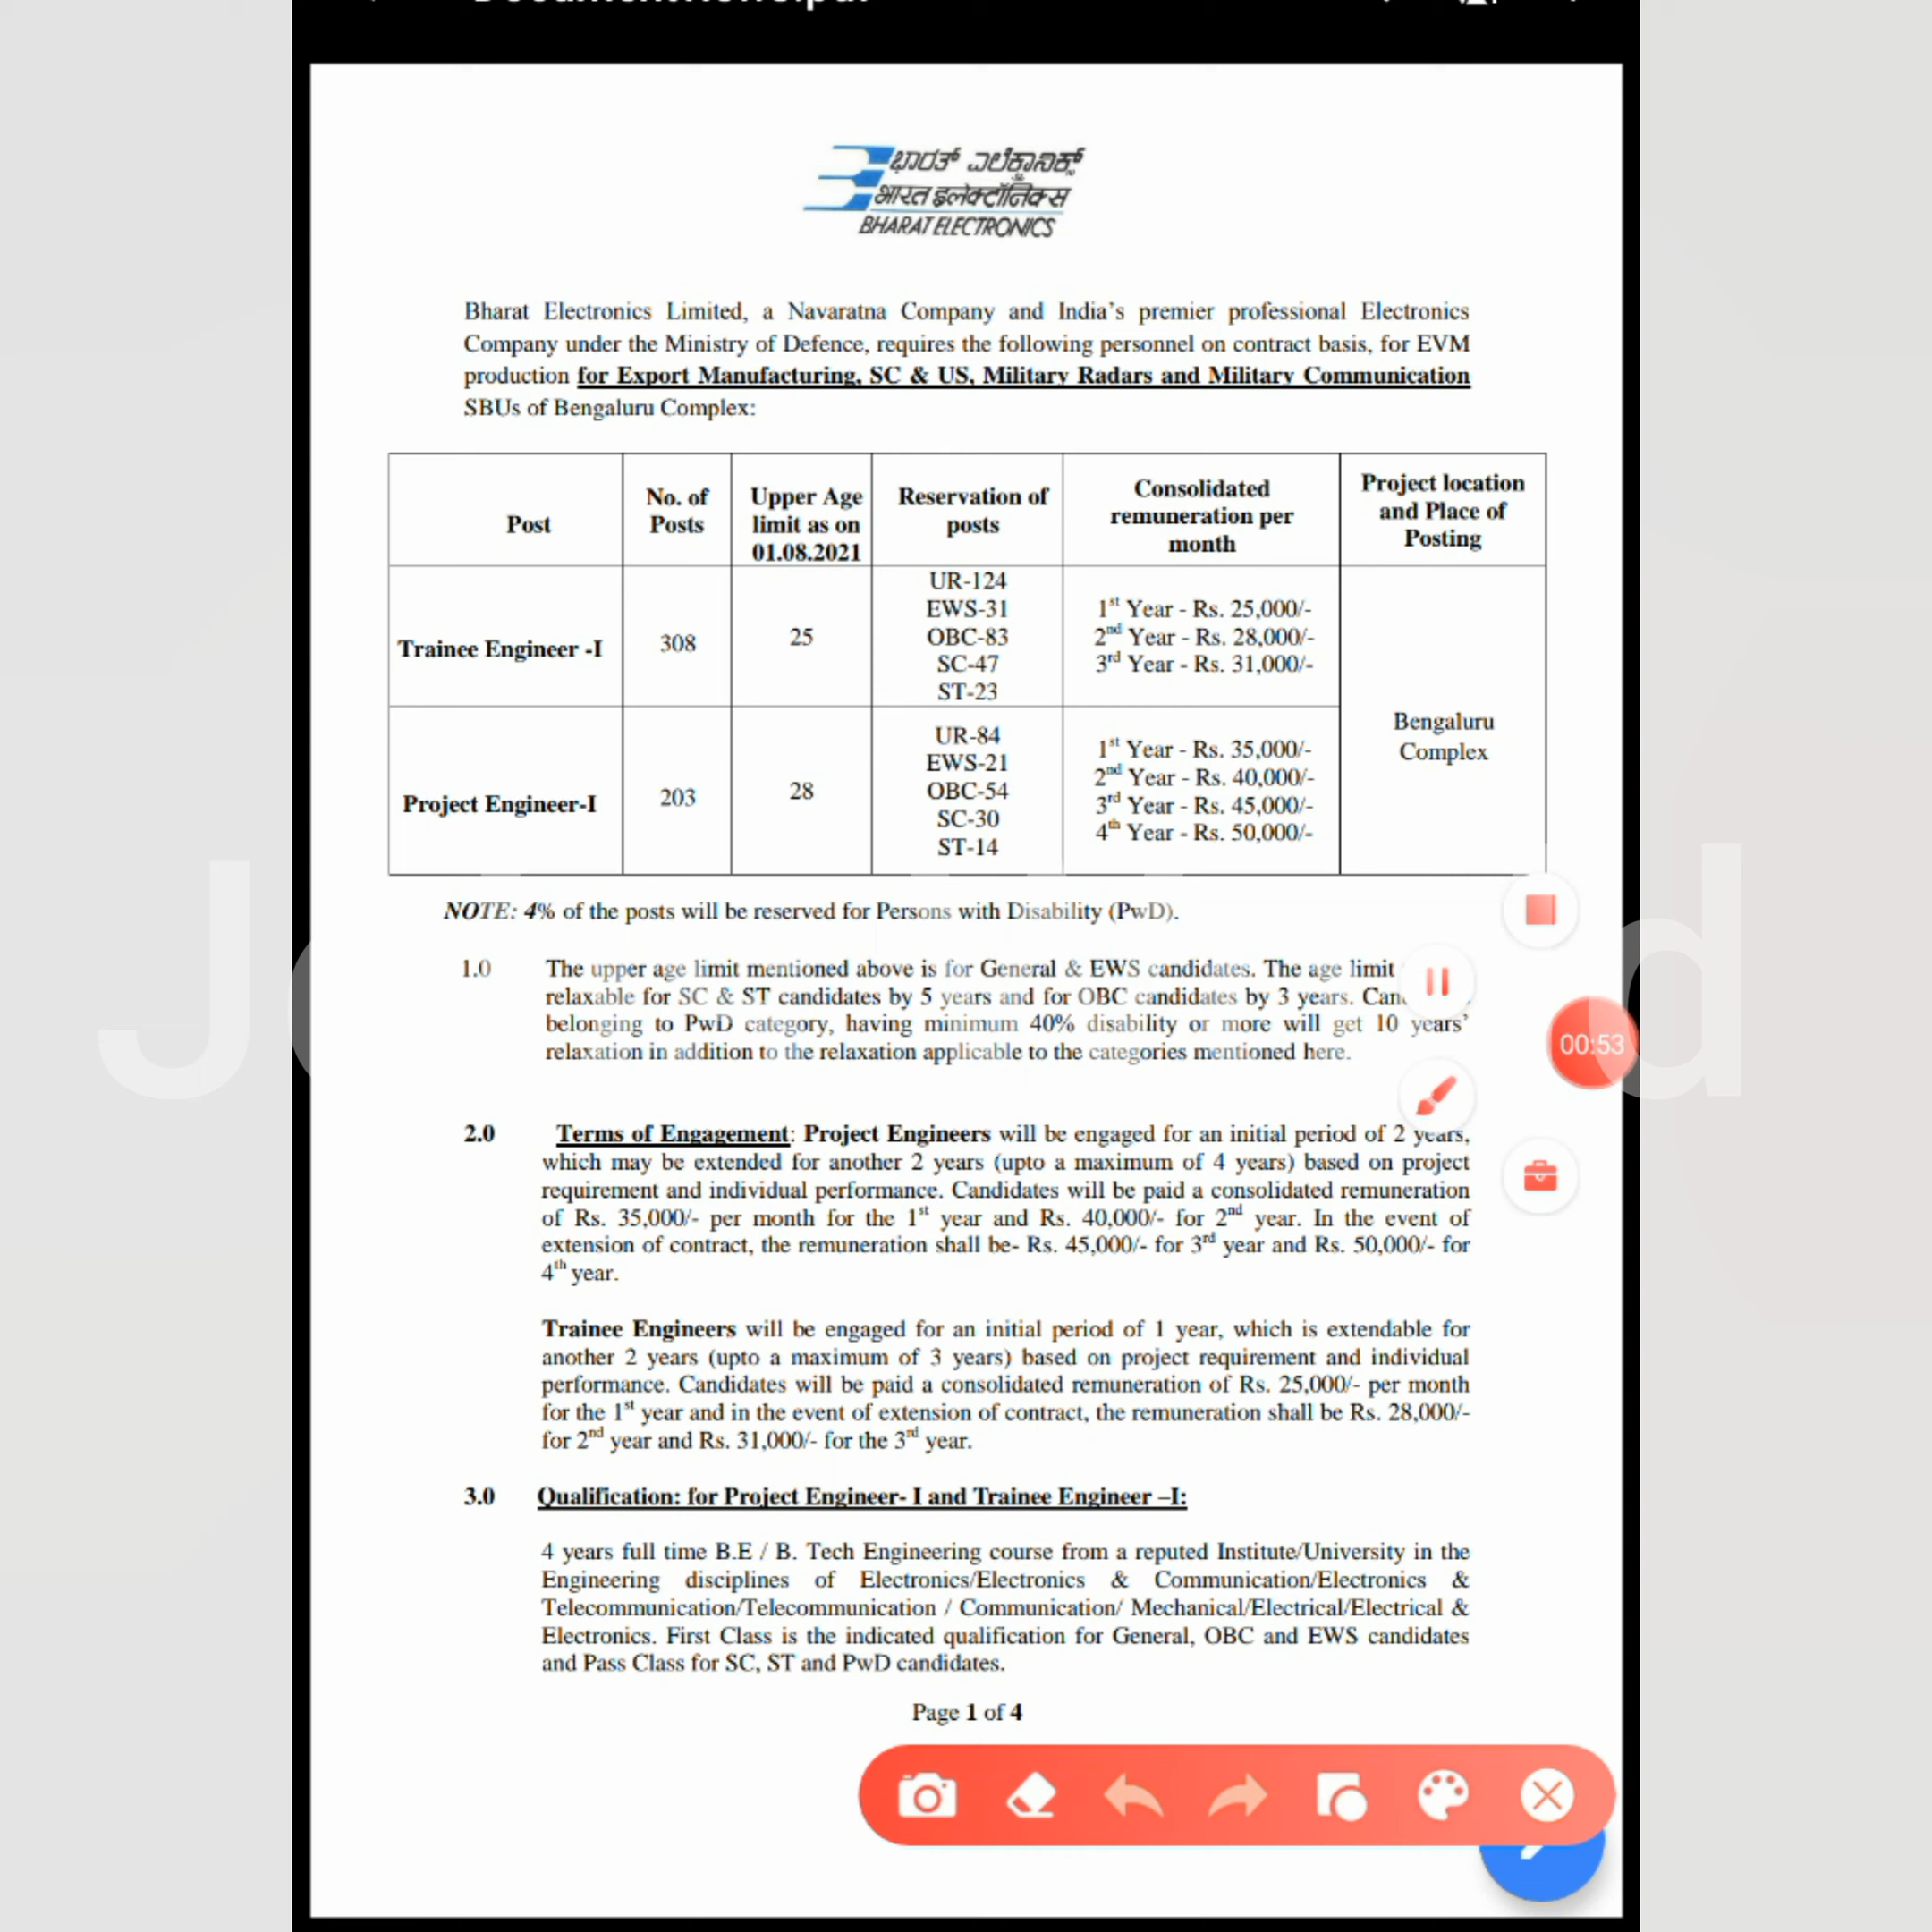 ಭಾರತ್ ಎಲೆಕ್ಟ್ರಾನಿಕ್ಸ್
भारत इलेक्ट्रॉनिक्स
BHARAT ELECTRONICS
Bharat Electronics Limited, a Navaratna Company and India's premier professional Electronics
Company under the Ministry of Defence, requires the following personnel on contract basis, for EVM
production for Export Manufacturing, SC & US, Military Radars and Military Communication
SBUs of Bengaluru Complex:
Post
No. of
Posts
Upper Age
limit as on
01.08.2021
Reservation of
posts
Consolidated
remuneration per
month
Project location
and Place of
Posting
Trainee Engineer -I
308
25
UR-124
EWS-31
OBC-83
SC-47
ST-23
1st Year - Rs. 25,000/-
2nd Year - Rs. 28,000/-
3rd Year - Rs. 31,000/-
Bengaluru
Complex
Project Engineer-I
203
28
UR-84
EWS-21
OBC-54
SC-30
ST-14
1st Year - Rs. 35,000/-
2nd Year - Rs. 40,000/-
3rd Year - Rs. 45,000/-
4th Year - Rs. 50,000/-
NOTE: 4% of the posts will be reserved for Persons with Disability (PwD).
1.0 The upper age limit mentioned above is for General & EWS candidates. The age limit
relaxable for SC & ST candidates by 5 years and for OBC candidates by 3 years.
belonging to PwD category, having minimum 40% disability or more will get 10 years'
relaxation in addition to the relaxation applicable to the categories mentioned here.
00:53
2.0 Terms of Engagement: Project Engineers will be engaged for an initial period of 2 years,
which may be extended for another 2 years (upto a maximum of 4 years) based on project
requirement and individual performance. Candidates will be paid a consolidated remuneration
of Rs. 35,000/- per month for the 1st year and Rs. 40,000/- for 2nd year. In the event of
extension of contract, the remuneration shall be- Rs. 45,000/- for 3rd year and Rs. 50,000/- for
4th year.
Trainee Engineers will be engaged for an initial period of 1 year, which is extendable for
another 2 years (upto a maximum of 3 years) based on project requirement and individual
performance. Candidates will be paid a consolidated remuneration of Rs. 25,000/- per month
for the 1st year and in the event of extension of contract, the remuneration shall be Rs. 28,000/-
for 2nd year and Rs. 31,000/- for the 3rd year.
3.0 Qualification: for Project Engineer- I and Trainee Engineer –I:
4 years full time B.E / B. Tech Engineering course from a reputed Institute/University in the
Engineering disciplines of Electronics/Electronics & Communication/Electronics &
Telecommunication/Telecommunication / Communication/ Mechanical/Electrical/Electrical &
Electronics. First Class is the indicated qualification for General, OBC and EWS candidates
and Pass Class for SC, ST and PwD candidates.
Page 1 of 4